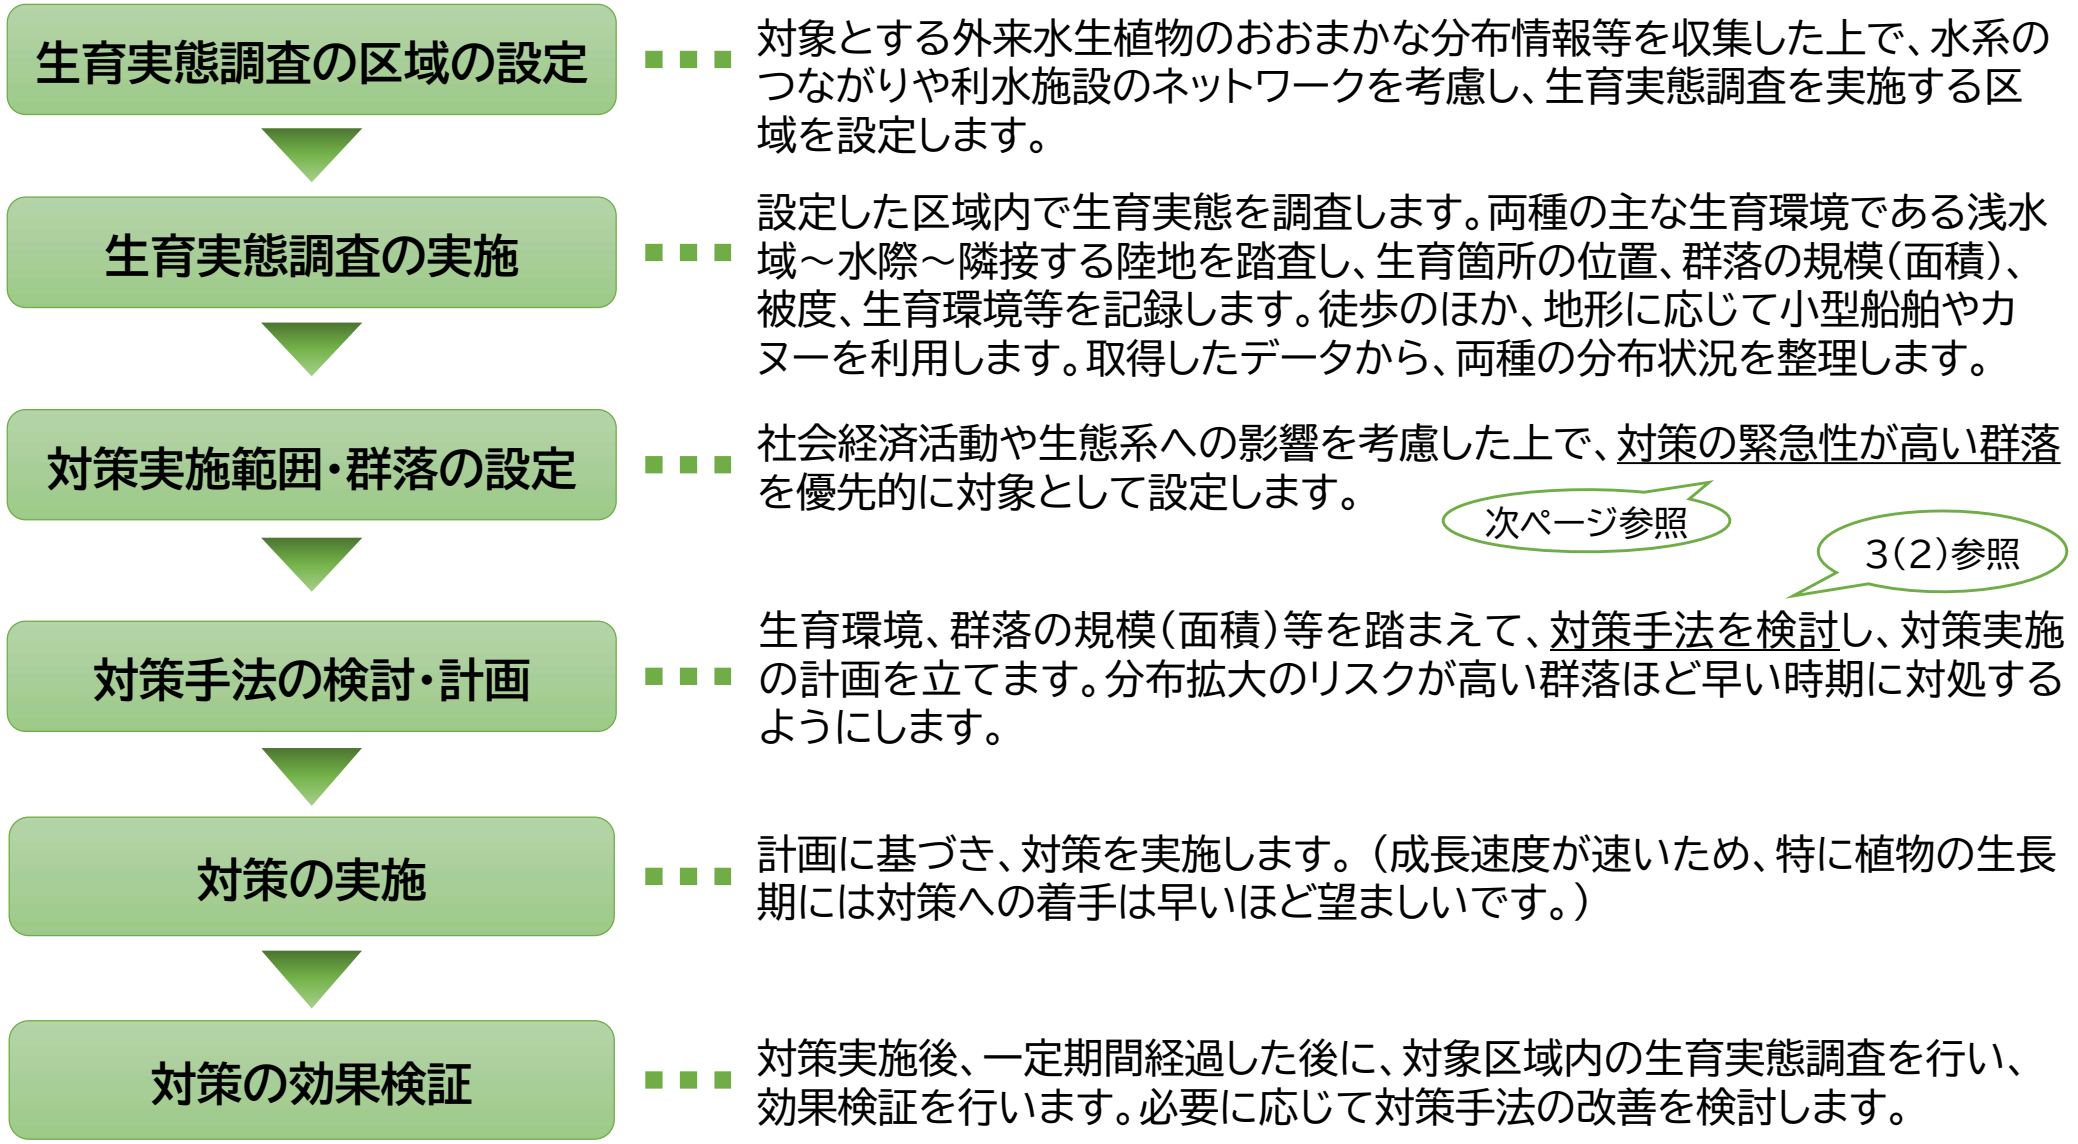 生育実態調査の区域の設定
対象とする外来水生植物のおおまかな分布情報等を収集した上で、水系の
つながりや利水施設のネットワークを考慮し、生育実態調査を実施する区
域を設定します。
生育実態調査の実施
設定した区域内で生育実態を調査します。両種の主な生育環境である浅水
域～水際～隣接する陸地を踏査し、生育箇所の位置、群落の規模（面積）、
被度、生育環境等を記録します。徒歩のほか、地形に応じて小型船舶やカ
ヌーを利用します。取得したデータから、両種の分布状況を整理します。
対策実施範囲・群落の設定
社会経済活動や生態系への影響を考慮した上で、対策の緊急性が高い群落
を優先的に対象として設定します。
次ページ参照
3（2）参照
対策手法の検討・計画
生育環境、群落の規模（面積）等を踏まえて、対策手法を検討し、対策実施
の計画を立てます。分布拡大のリスクが高い群落ほど早い時期に対処する
ようにします。
対策の実施
計画に基づき、対策を実施します。（成長速度が速いため、特に植物の生長
期には対策への着手は早いほど望ましいです。）
対策の効果検証
対策実施後、一定期間経過した後に、対象区域内の生育実態調査を行い、
効果検証を行います。必要に応じて対策手法の改善を検討します。